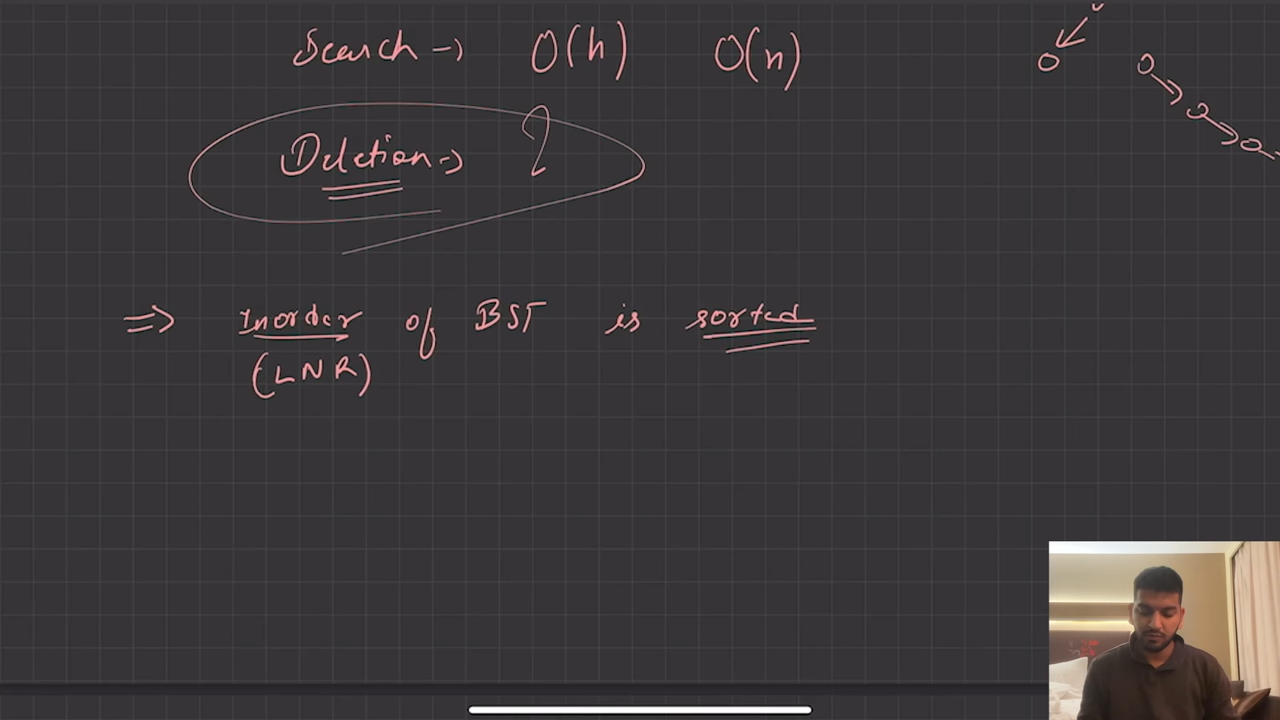 Search → O(h) O(n)
Deletion → ?
⇒ Inorder of BST is sorted
(LNR)